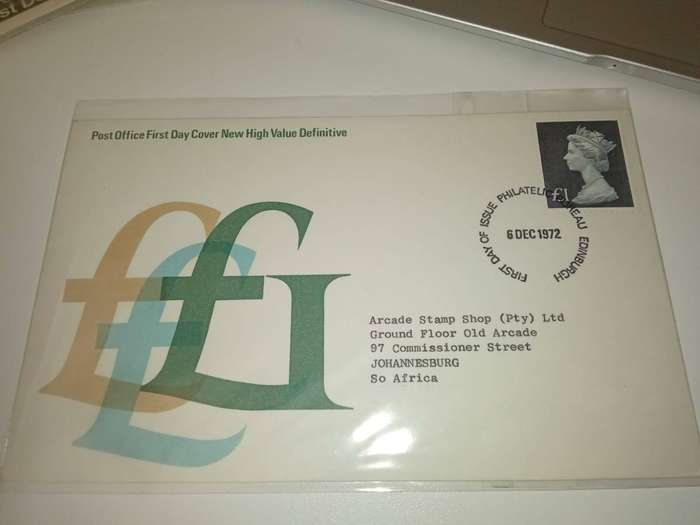 Post Office First Day Cover New High Value Definitive
£1
FIRST DAY OF ISSUE PHILATELIC BUREAU EDINBURGH
6 DEC 1972
££ £1
Arcade Stamp Shop (Pty) Ltd
Ground Floor Old Arcade
97 Commissioner Street
JOHANNESBURG
So Africa